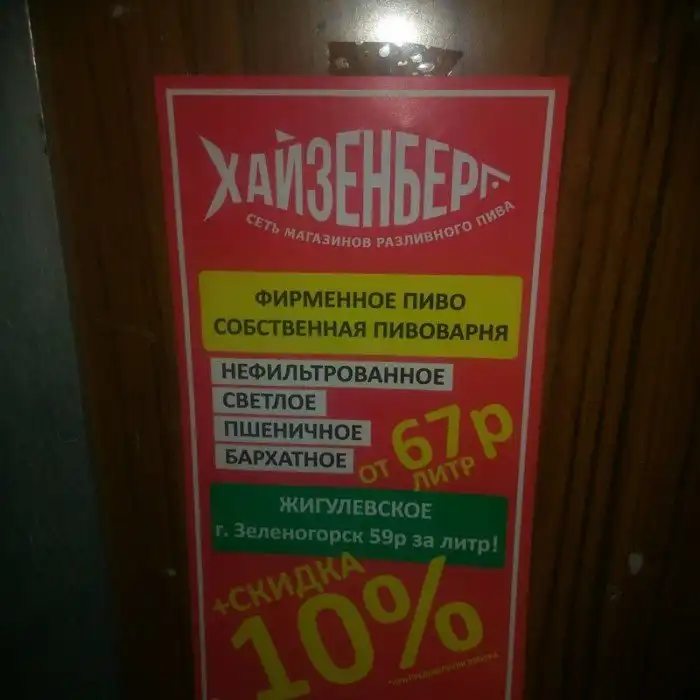 ХАЙЗЕНБЕРГ
СЕТЬ МАГАЗИНОВ РАЗЛИВНОГО ПИВА
ФИРМЕННОЕ ПИВО
СОБСТВЕННАЯ ПИВОВАРНЯ
НЕФИЛЬТРОВАННОЕ
СВЕТЛОЕ
ПШЕНИЧНОЕ
БАРХАТНОЕ
ОТ 67р
ЛИТР
ЖИГУЛЕВСКОЕ
г. Зеленогорск 59р за литр!
+СКИДКА
10%